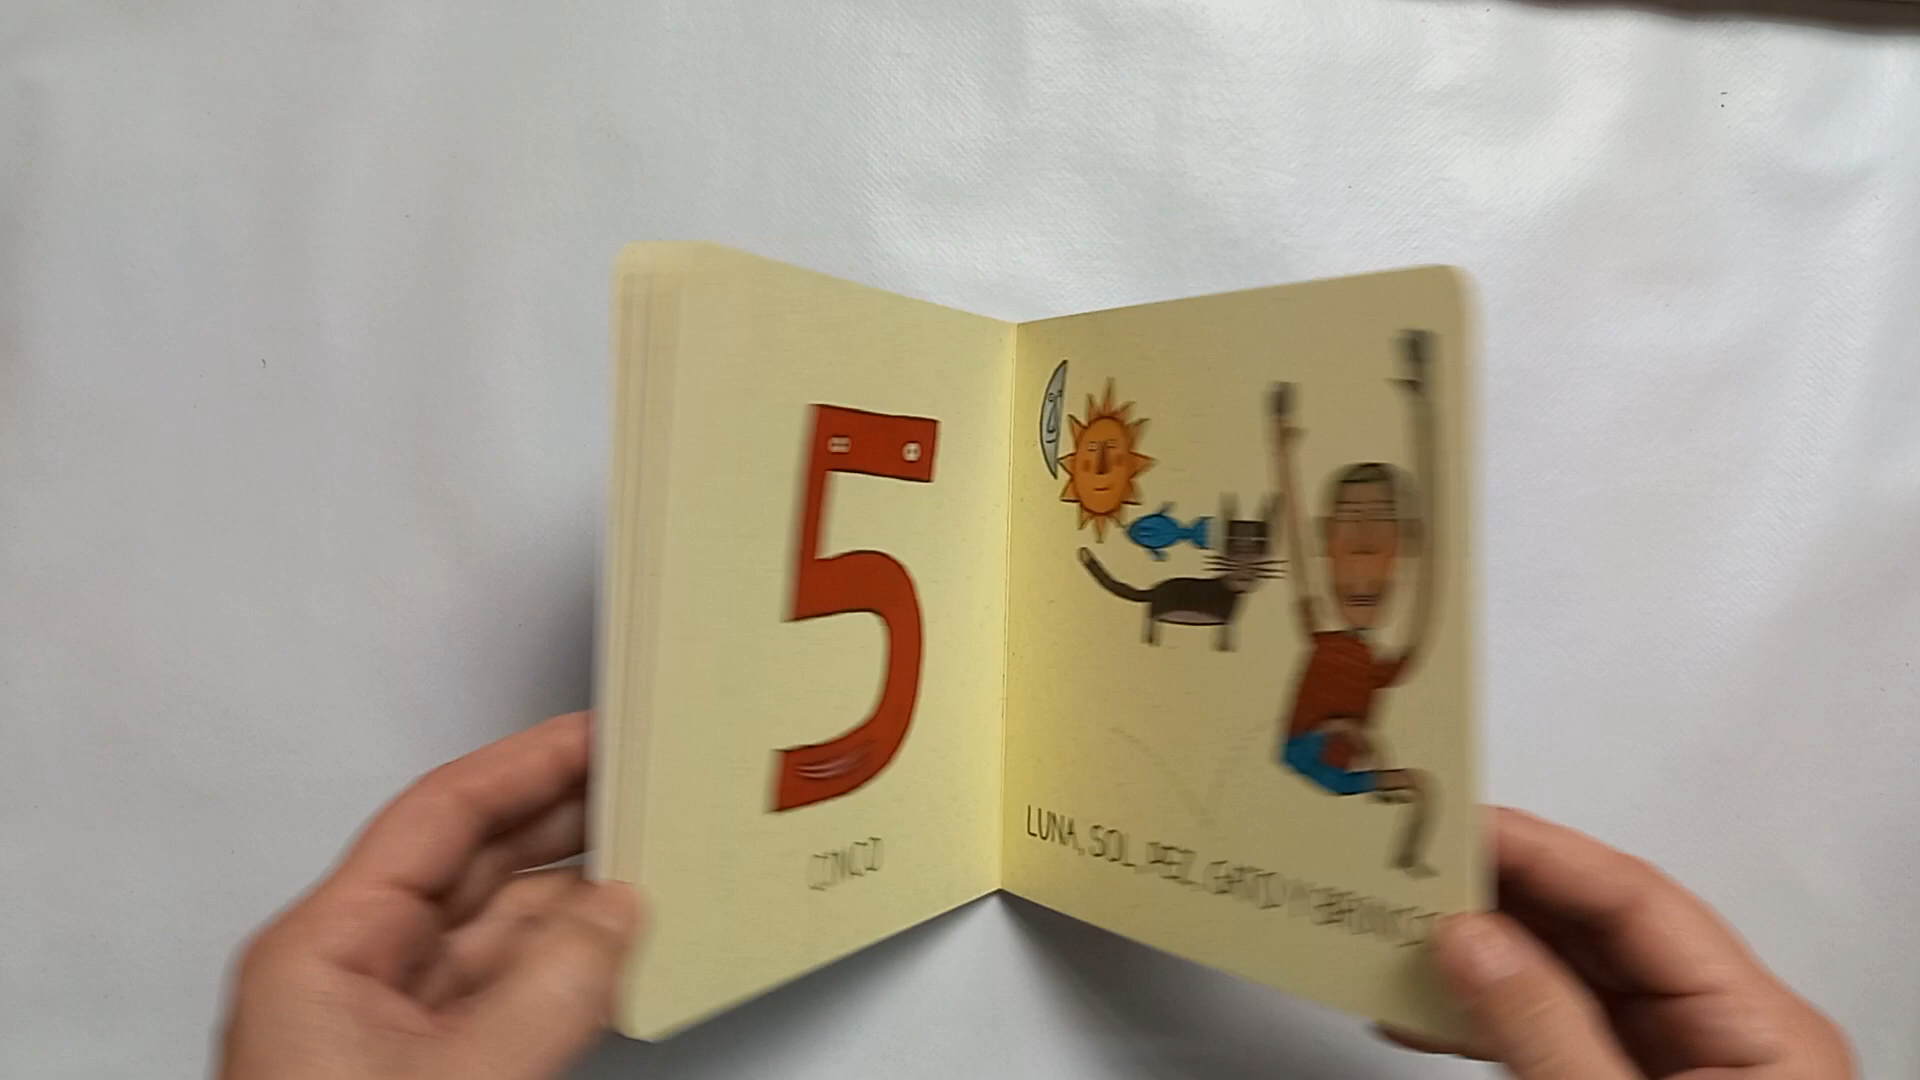 5
CINCO
LUNA, SOL, PEZ, GATO Y